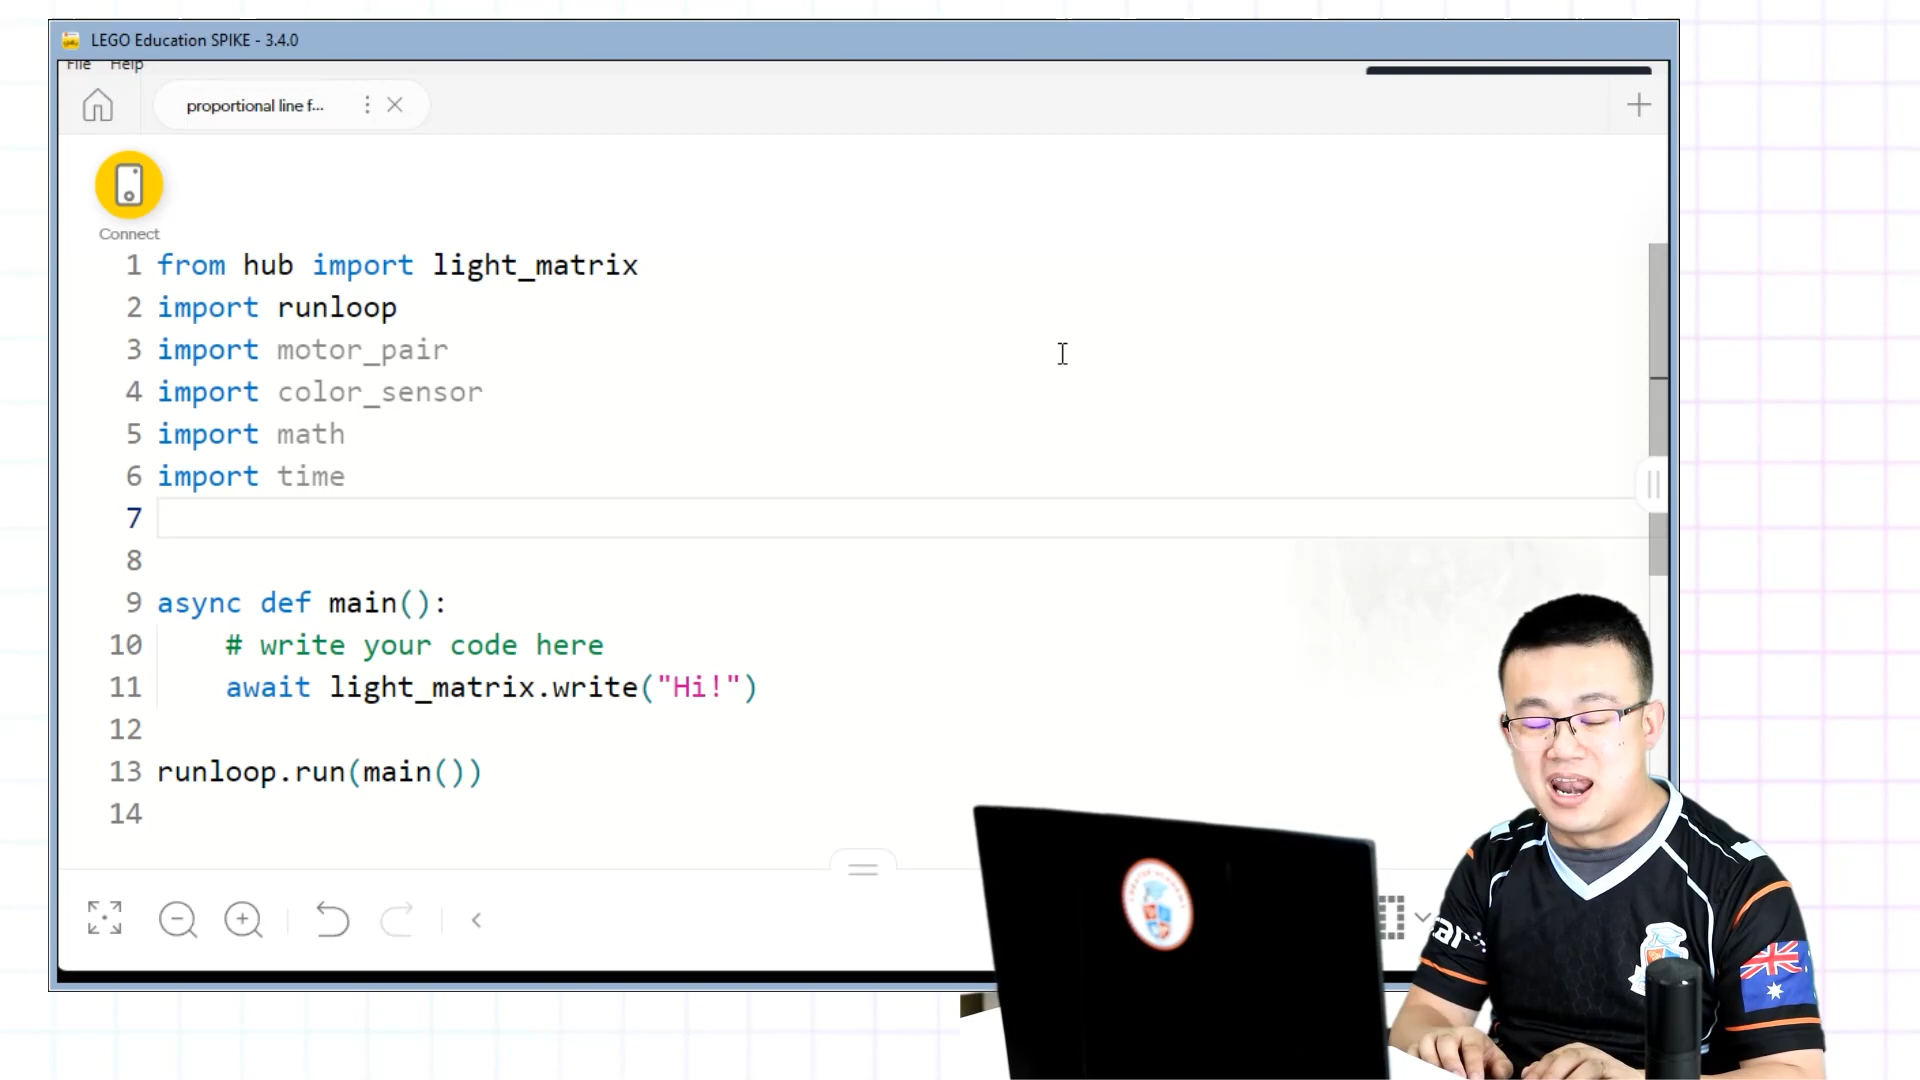 LEGO Education SPIKE - 3.4.0
File Help
proportional line f...
Connect
1 from hub import light_matrix
2 import runloop
3 import motor_pair
4 import color_sensor
5 import math
6 import time
7
8
9 async def main():
10 # write your code here
11 await light_matrix.write("Hi!")
12
13 runloop.run(main())
14